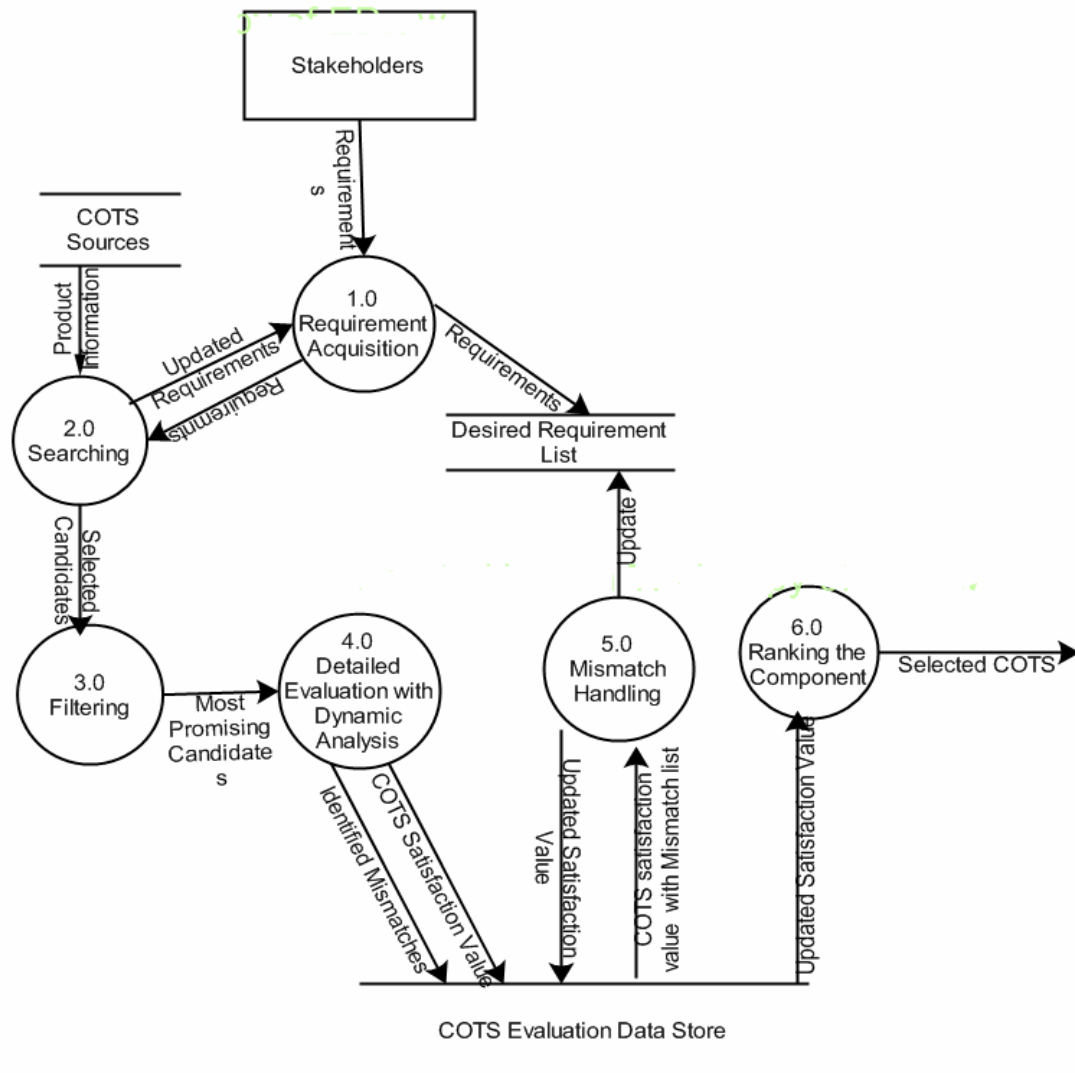 Stakeholders
Requirement
s
COTS
Sources
Product
Information
1.0
Requirement
Acquisition
Updated
Requirements
Requiremnts
Requirements
2.0
Searching
Desired Requirement
List
Selected
Candidates
Update
3.0
Filtering
Most
Promising
Candidate
s
4.0
Detailed
Evaluation with
Dynamic
Analysis
5.0
Mismatch
Handling
6.0
Ranking the
Component
Selected COTS
Identified Mismatches
COTS Satisfaction Value
Updated Satisfaction
Value
COTS satisfaction
value with Mismatch list
Updated Satisfaction Value
COTS Evaluation Data Store